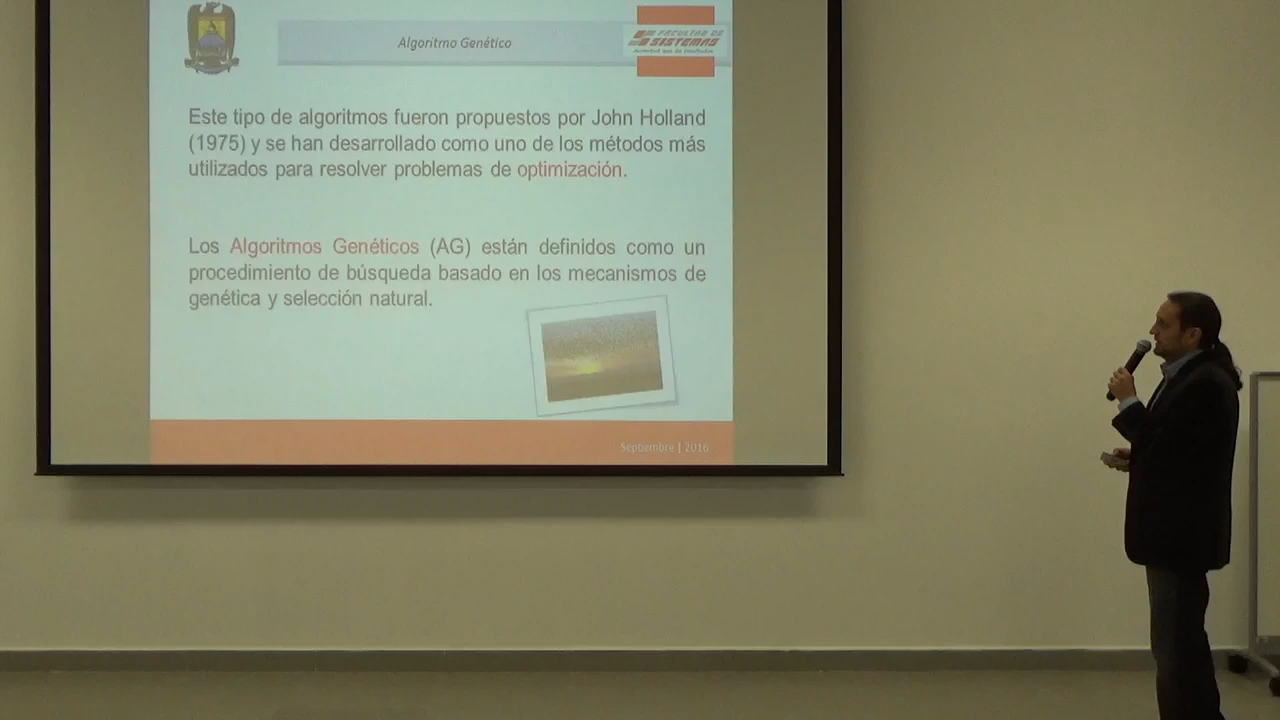 Algoritmo Genético
FACULTAD DE
SISTEMAS
Este tipo de algoritmos fueron propuestos por John Holland
(1975) y se han desarrollado como uno de los métodos más
utilizados para resolver problemas de optimización.
Los Algoritmos Genéticos (AG) están definidos como un
procedimiento de búsqueda basado en los mecanismos de
genética y selección natural.
Septiembre | 2016